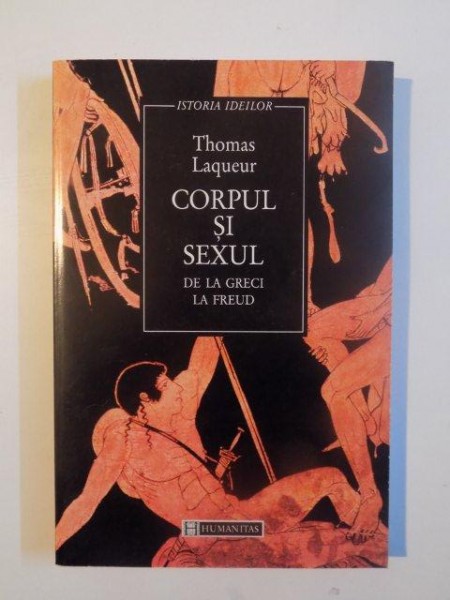 ISTORIA IDEILOR
Thomas
Laqueur
CORPUL
ȘI
SEXUL
DE LA GRECI
LA FREUD
HUMANITAS